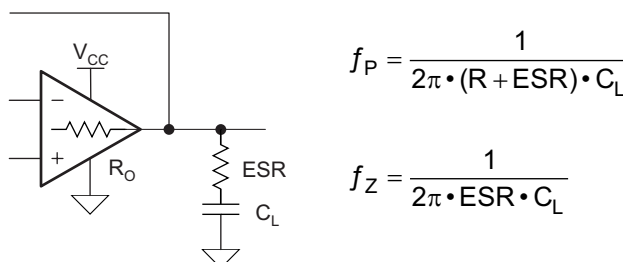 V_CC
−
+
R_O
ESR
C_L
f_P = 1 / (2π•(R+ESR)•C_L)
f_Z = 1 / (2π•ESR•C_L)